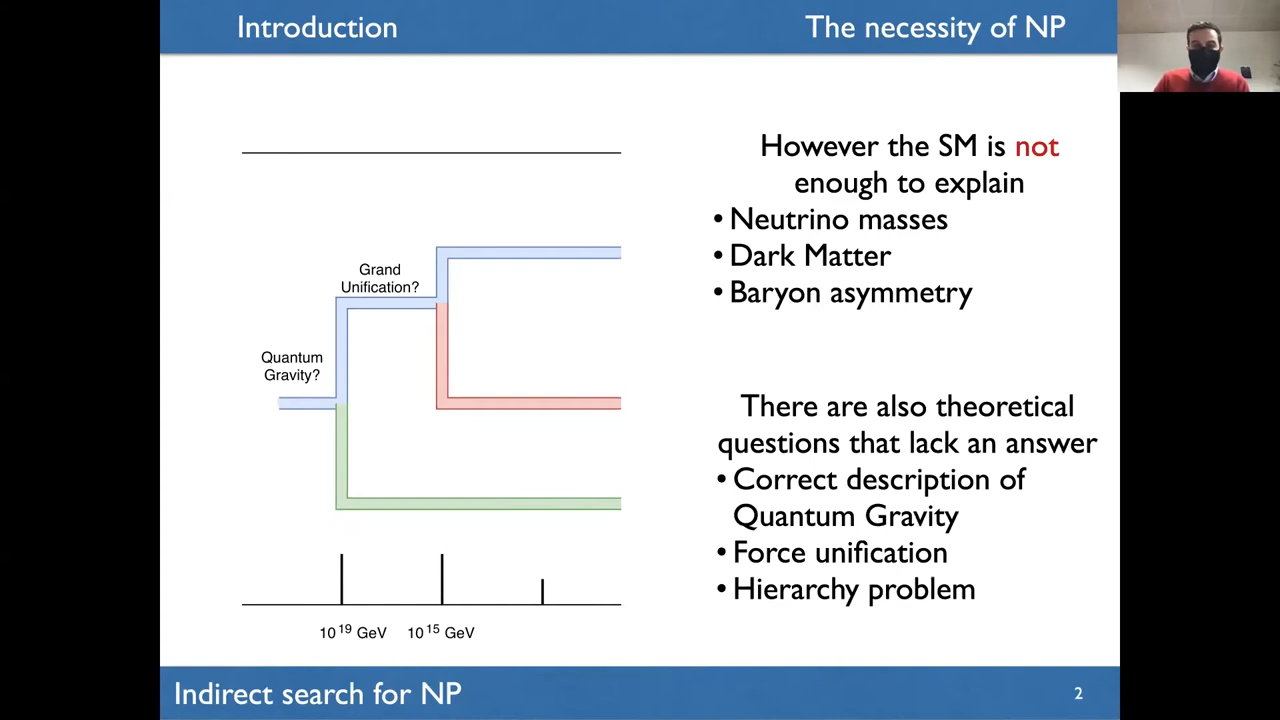 Introduction
The necessity of NP
Grand
Unification?
Quantum
Gravity?
10^19 GeV
10^15 GeV
However the SM is not
enough to explain
• Neutrino masses
• Dark Matter
• Baryon asymmetry
There are also theoretical
questions that lack an answer
• Correct description of
Quantum Gravity
• Force unification
• Hierarchy problem
Indirect search for NP
2